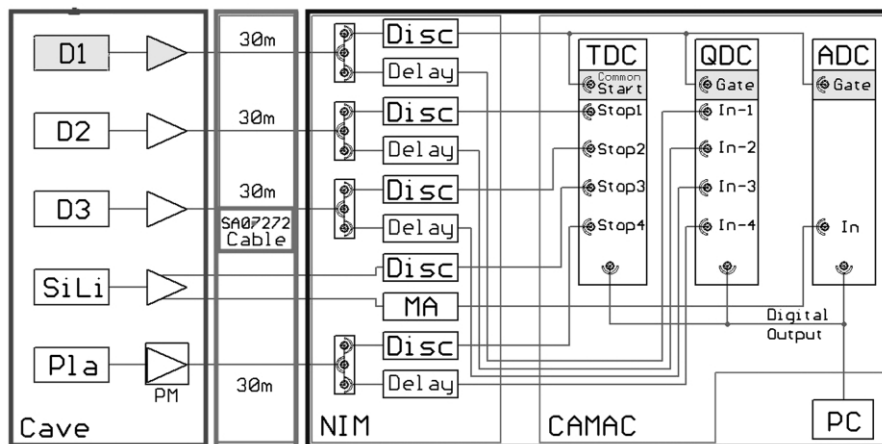 D1
D2
D3
SiLi
Pla
PM
Cave
30m
30m
30m
SA07272
Cable
30m
Disc
Delay
Disc
Delay
Disc
Delay
Disc
MA
Disc
Delay
NIM
TDC
Common
Start
Stop1
Stop2
Stop3
Stop4
QDC
Gate
In-1
In-2
In-3
In-4
ADC
Gate
In
Digital
Output
CAMAC
PC